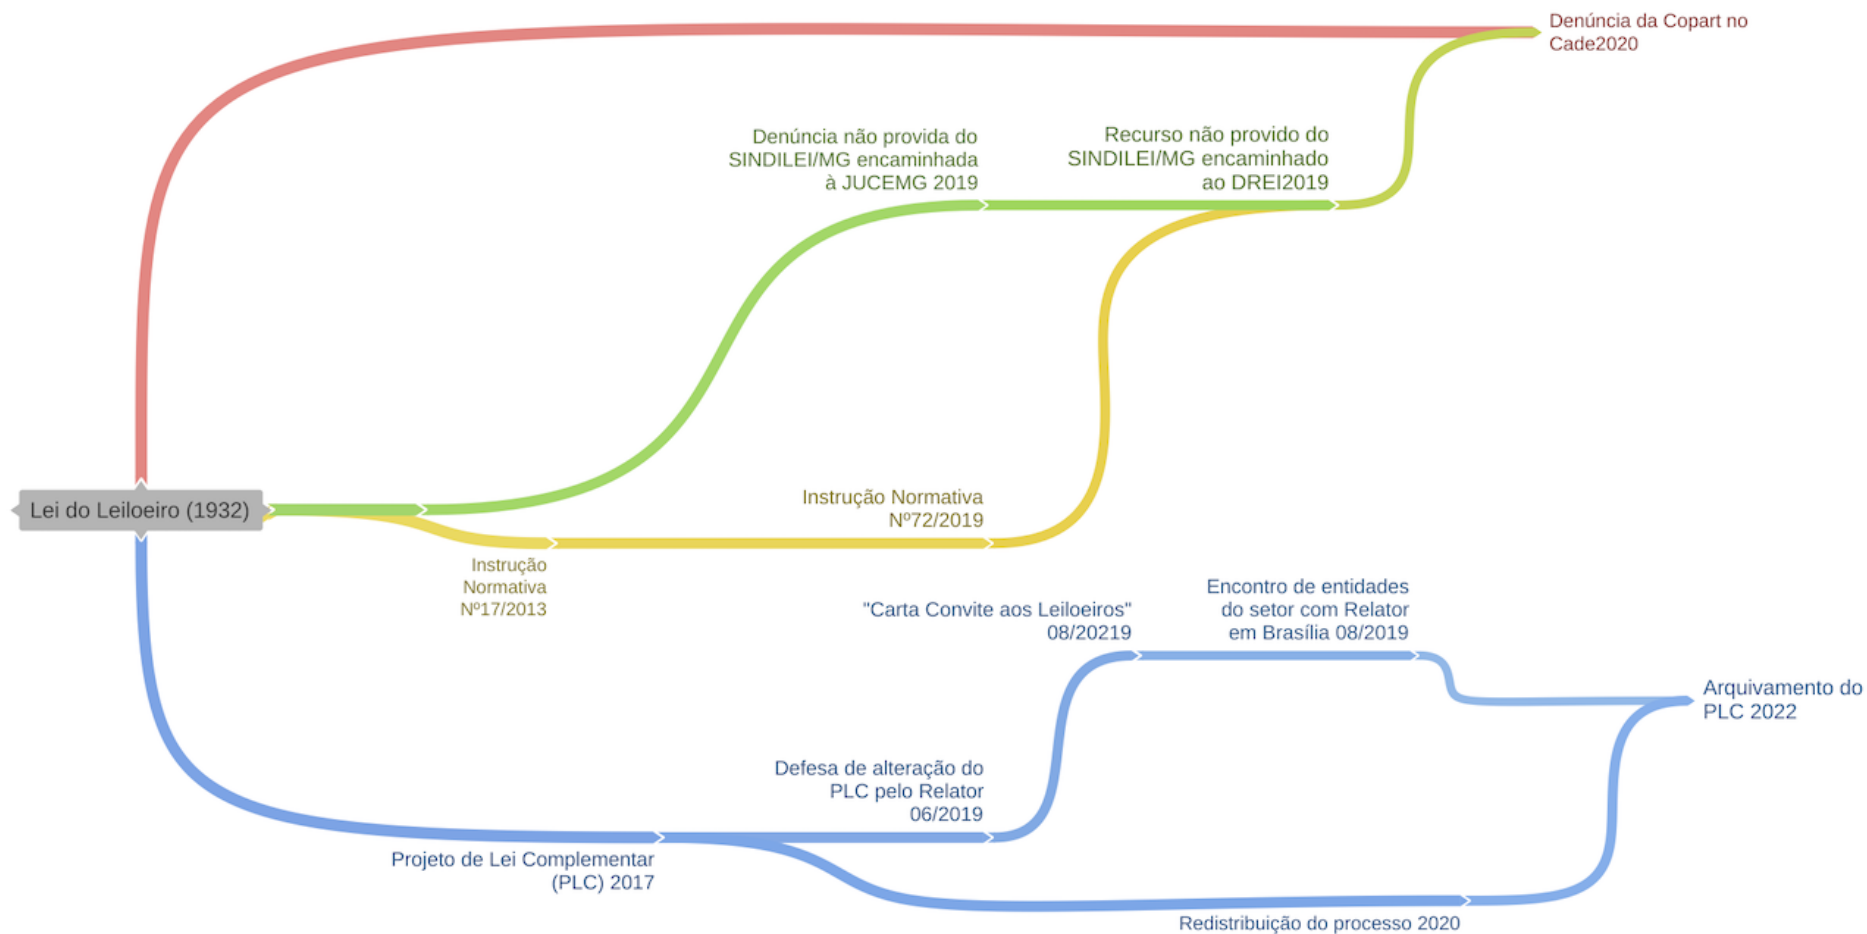 Denúncia da Copart no
Cade2020
Denúncia não provida do
SINDILEI/MG encaminhada
à JUCEMG 2019
Recurso não provido do
SINDILEI/MG encaminhado
ao DREI2019
Lei do Leiloeiro (1932)
Instrução Normativa
Nº72/2019
Instrução
Normativa
Nº17/2013
"Carta Convite aos Leiloeiros"
08/20219
Encontro de entidades
do setor com Relator
em Brasília 08/2019
Arquivamento do
PLC 2022
Defesa de alteração do
PLC pelo Relator
06/2019
Projeto de Lei Complementar
(PLC) 2017
Redistribuição do processo 2020